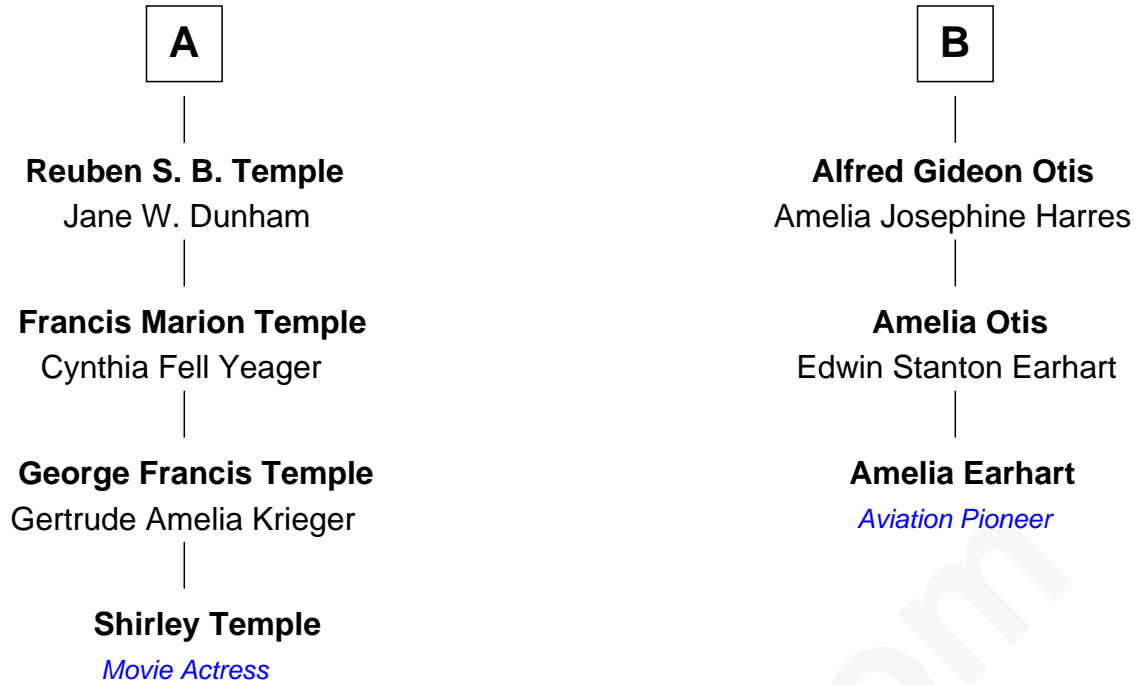 A
Reuben S. B. Temple
Jane W. Dunham
Francis Marion Temple
Cynthia Fell Yeager
George Francis Temple
Gertrude Amelia Krieger
Shirley Temple
Movie Actress
B
Alfred Gideon Otis
Amelia Josephine Harres
Amelia Otis
Edwin Stanton Earhart
Amelia Earhart
Aviation Pioneer
om